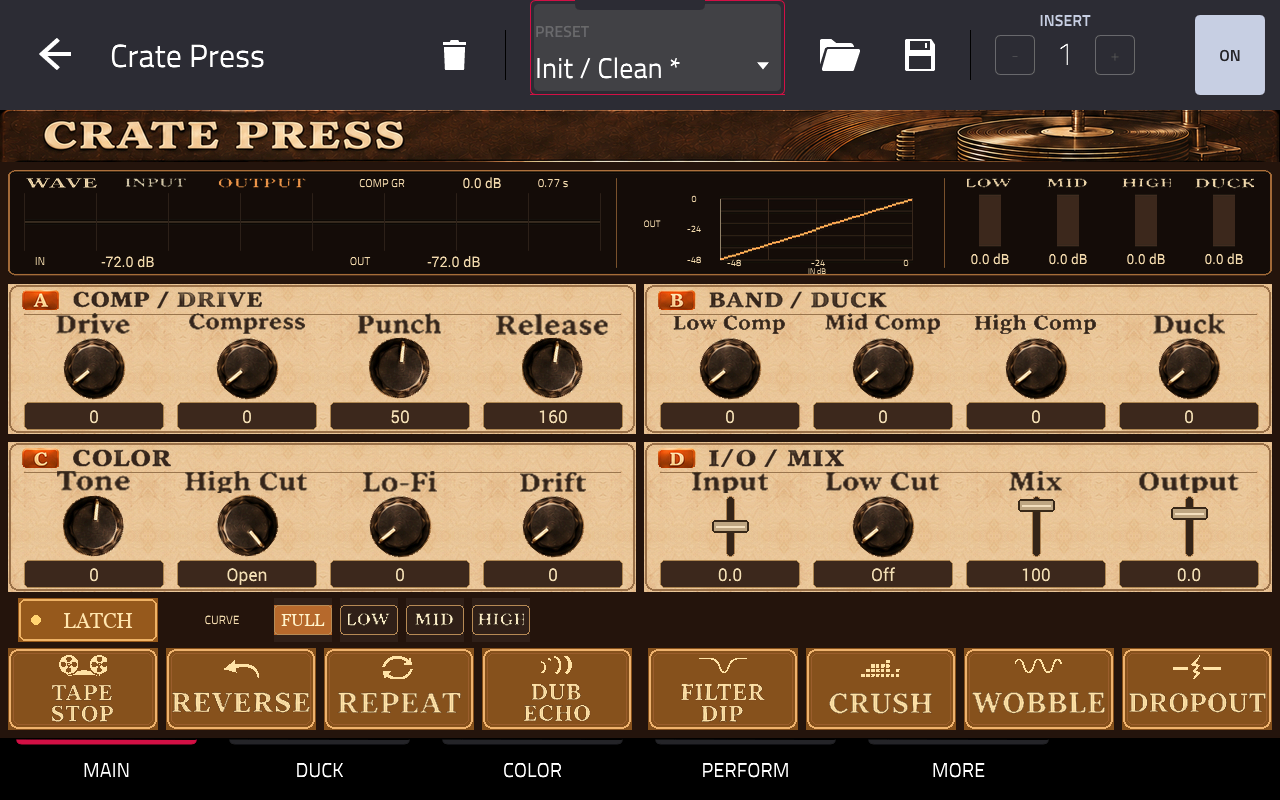 Crate Press
PRESET
Init / Clean *
INSERT
-
1
+
ON
CRATE PRESS
WAVE INPUT OUTPUT COMP GR 0.0 dB 0.77 s
IN -72.0 dB OUT -72.0 dB
OUT
0
-24
-48
-48 -24 0
IN dB
LOW MID HIGH DUCK
0.0 dB 0.0 dB 0.0 dB 0.0 dB
A COMP / DRIVE
Drive Compress Punch Release
0 0 50 160
B BAND / DUCK
Low Comp Mid Comp High Comp Duck
0 0 0 0
C COLOR
Tone High Cut Lo-Fi Drift
0 Open 0 0
D I/O / MIX
Input Low Cut Mix Output
0.0 Off 100 0.0
LATCH CURVE FULL LOW MID HIGH
TAPE STOP
REVERSE
REPEAT
DUB ECHO
FILTER DIP
CRUSH
WOBBLE
DROPOUT
MAIN DUCK COLOR PERFORM MORE